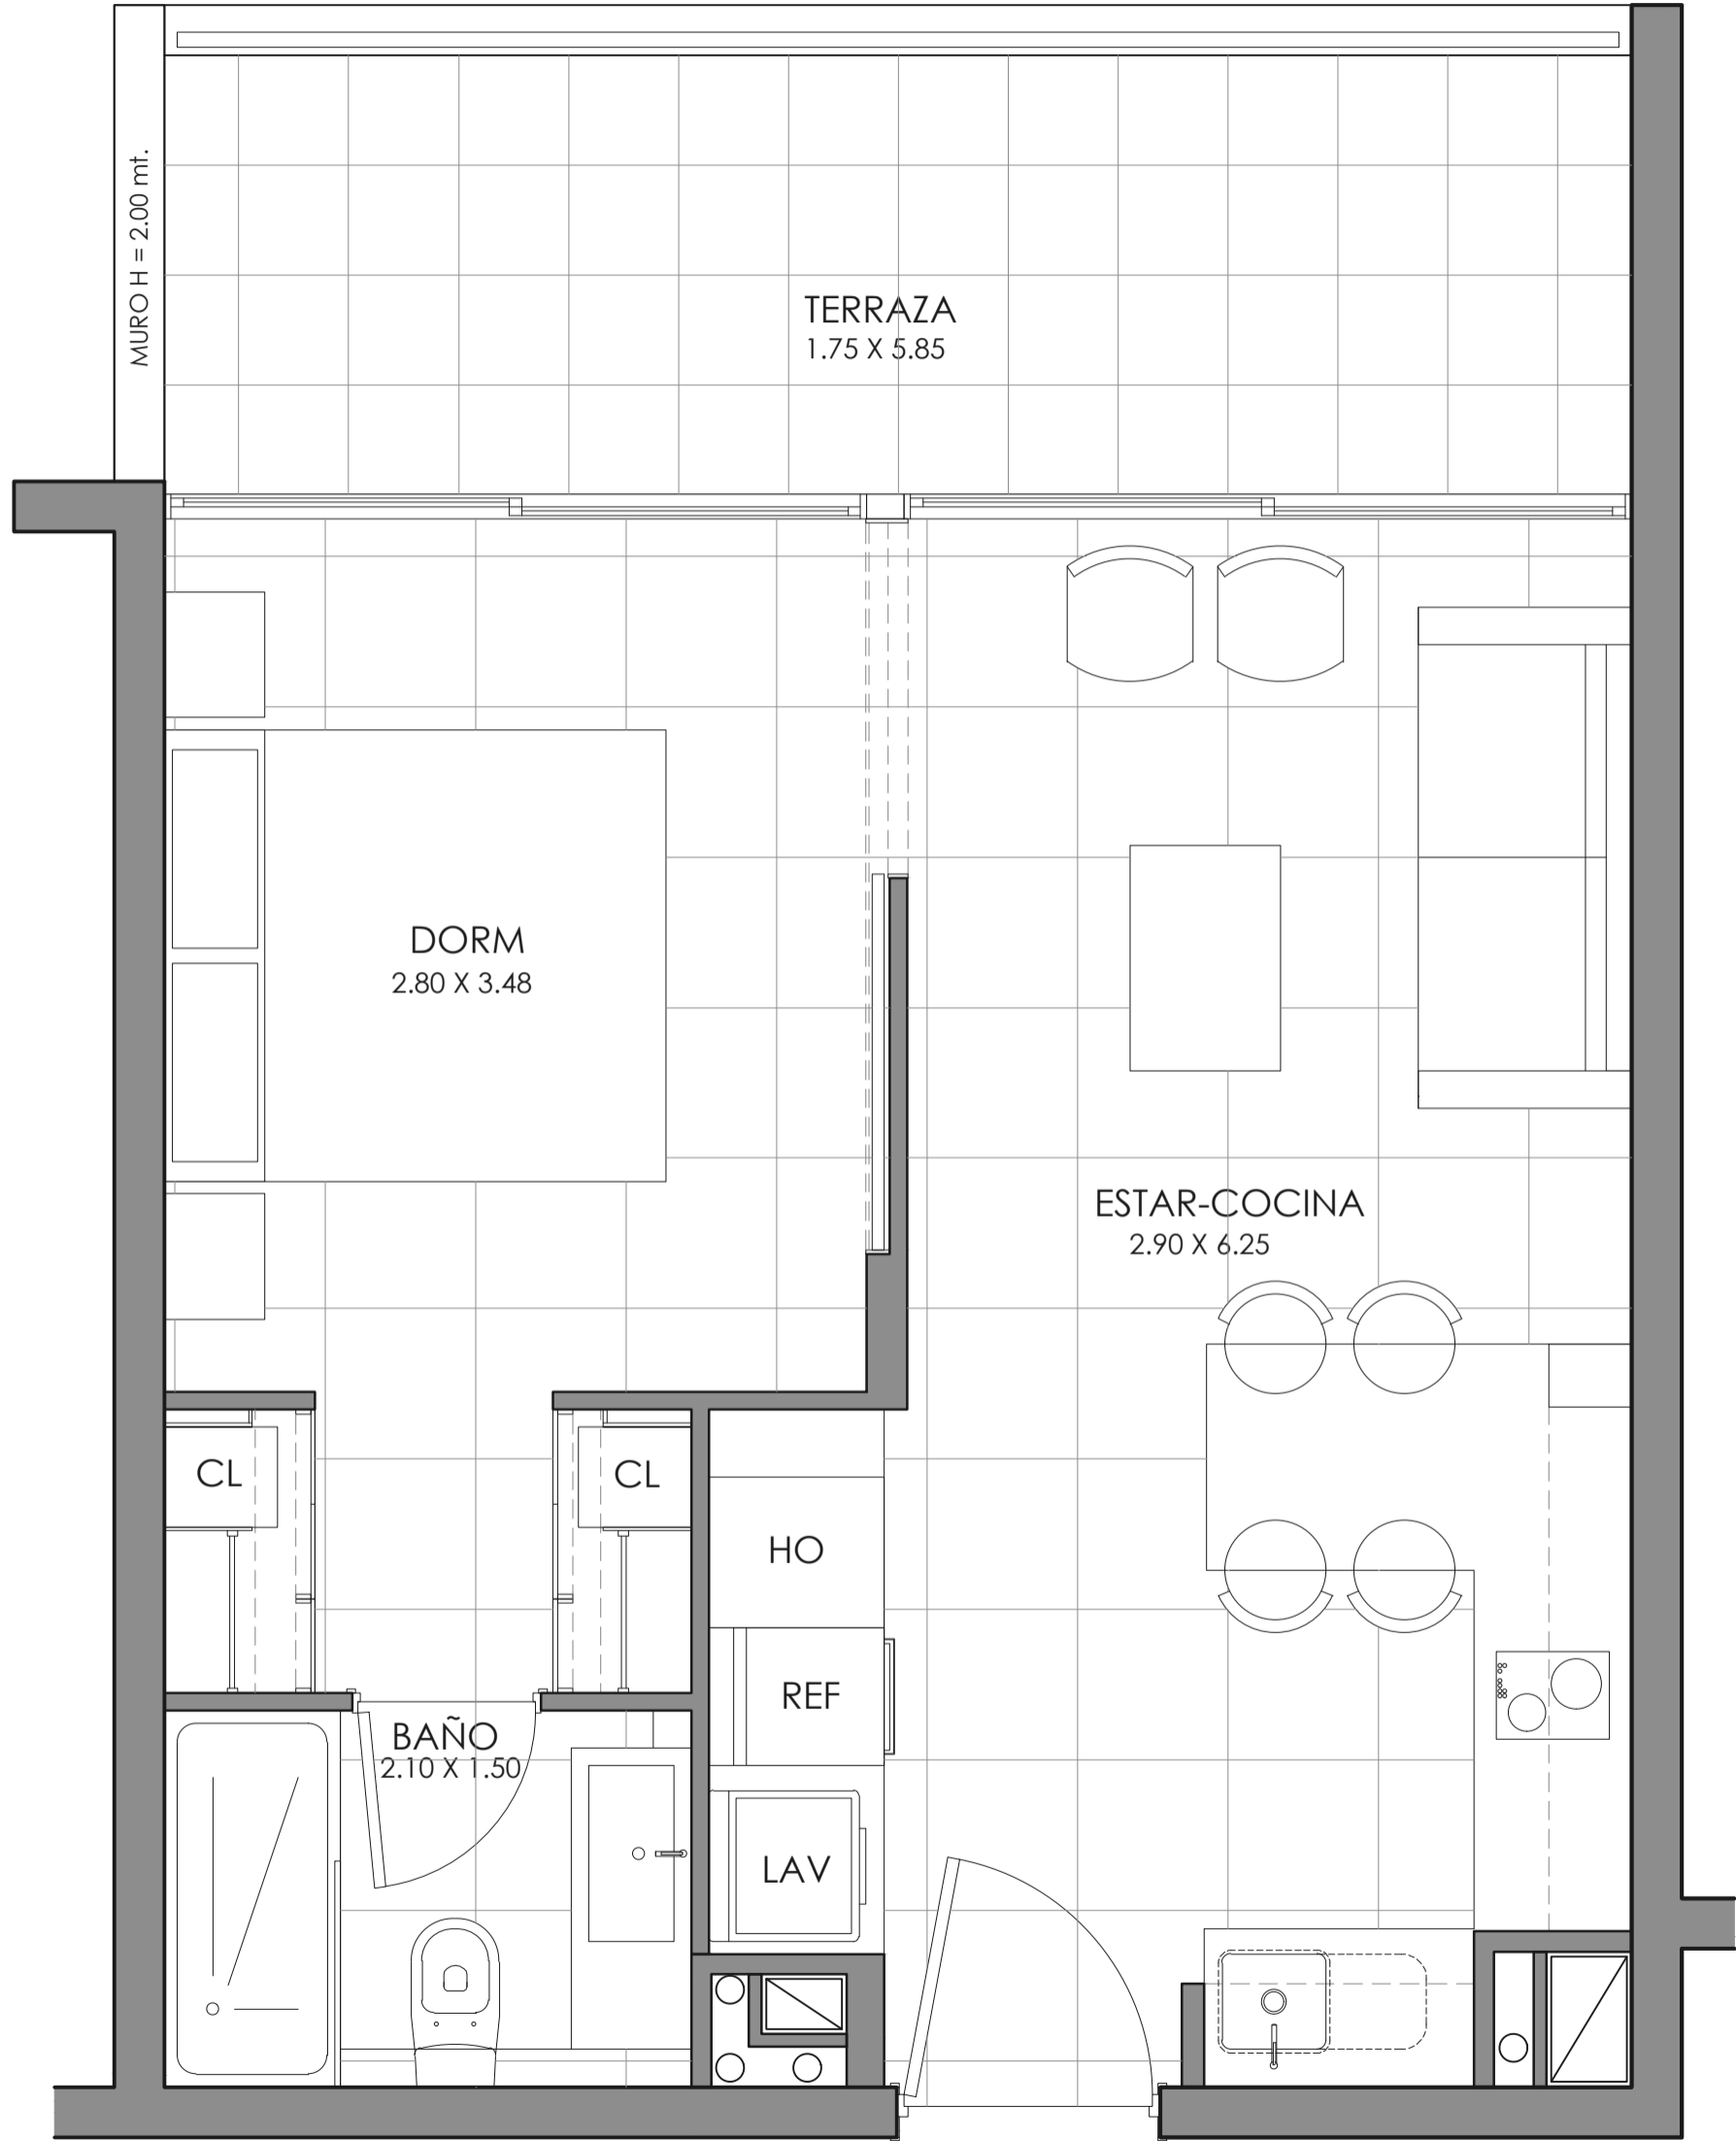 MURO H = 2.00 mt.
TERRAZA
1.75 X 5.85
DORM
2.80 X 3.48
ESTAR-COCINA
2.90 X 6.25
CL
CL
HO
REF
BAÑO
2.10 X 1.50
LAV